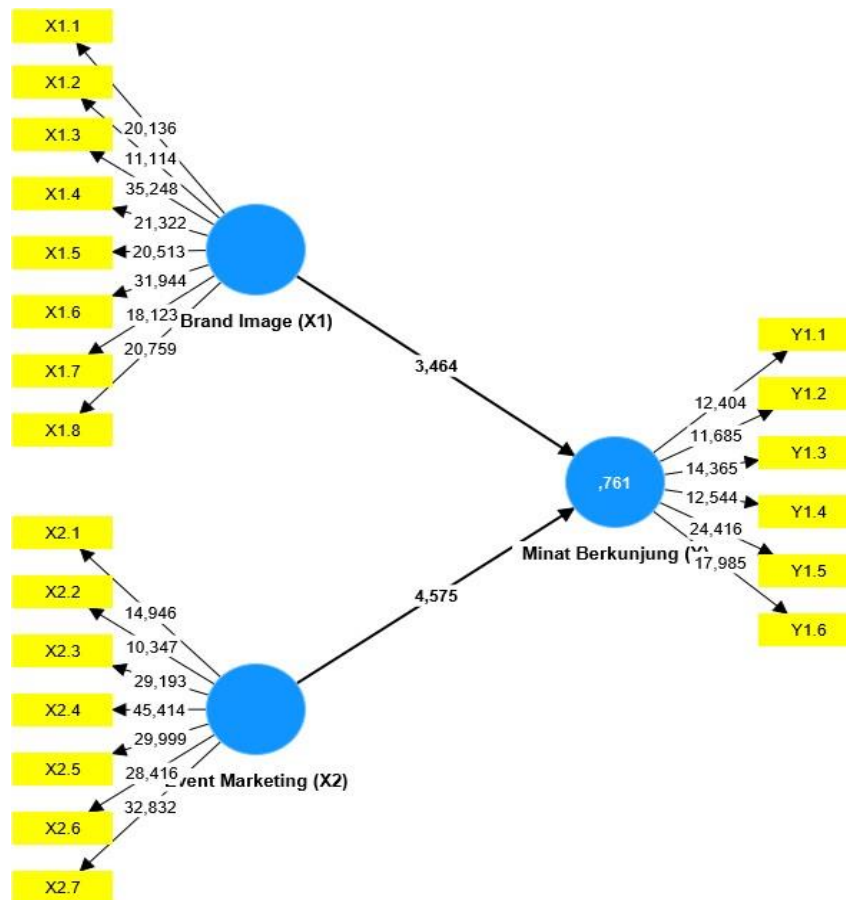 X1.1
X1.2
X1.3
X1.4
X1.5
X1.6
X1.7
X1.8
20,136
11,114
35,248
21,322
20,513
31,944
18,123
20,759
Brand Image (X1)
3,464
X2.1
X2.2
X2.3
X2.4
X2.5
X2.6
X2.7
14,946
10,347
29,193
45,414
29,999
28,416
32,832
Event Marketing (X2)
4,575
,761
Minat Berkunjung (Y)
12,404
11,685
14,365
12,544
24,416
17,985
Y1.1
Y1.2
Y1.3
Y1.4
Y1.5
Y1.6